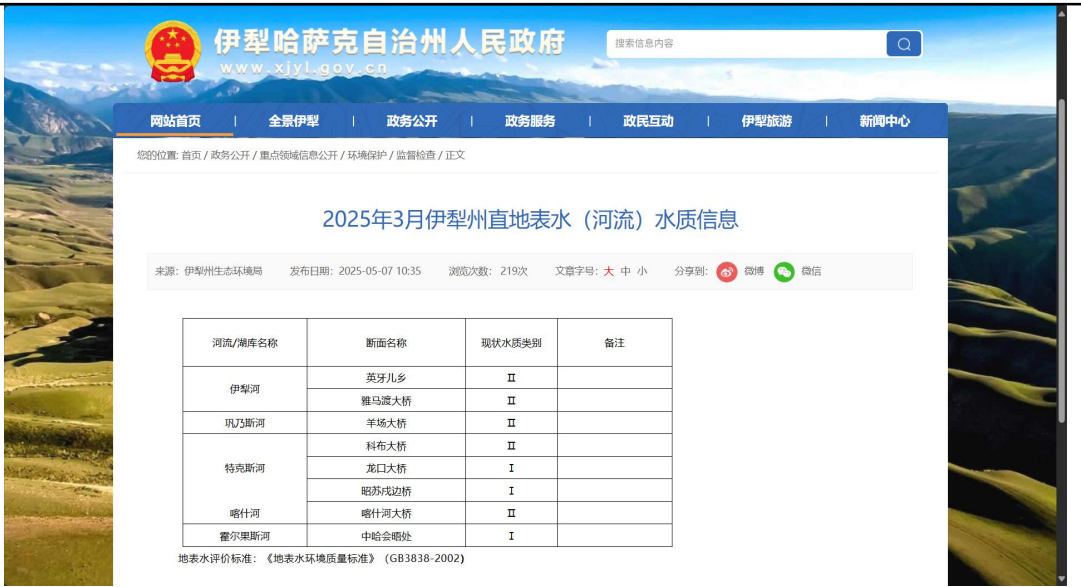 伊犁哈萨克自治州人民政府
www.xjyl.gov.cn
搜索信息内容
网站首页 | 全景伊犁 | 政务公开 | 政务服务 | 政民互动 | 伊犁旅游 | 新闻中心
您的位置: 首页 / 政务公开 / 重点领域信息公开 / 环境保护 / 监督检查 / 正文
2025年3月伊犁州直地表水（河流）水质信息
来源: 伊犁州生态环境局 发布日期: 2025-05-07 10:35 浏览次数: 219次 文章字号: 大 中 小 分享到: 微博 微信
河流/湖库名称 断面名称 现状水质类别 备注
伊犁河 英牙儿乡 Ⅱ
雅马渡大桥 Ⅱ
巩乃斯河 羊场大桥 Ⅱ
特克斯河 科布大桥 Ⅱ
龙口大桥 Ⅰ
昭苏戍边桥 Ⅰ
喀什河 喀什河大桥 Ⅱ
霍尔果斯河 中哈会晤处 Ⅰ
地表水评价标准：《地表水环境质量标准》（GB3838-2002)